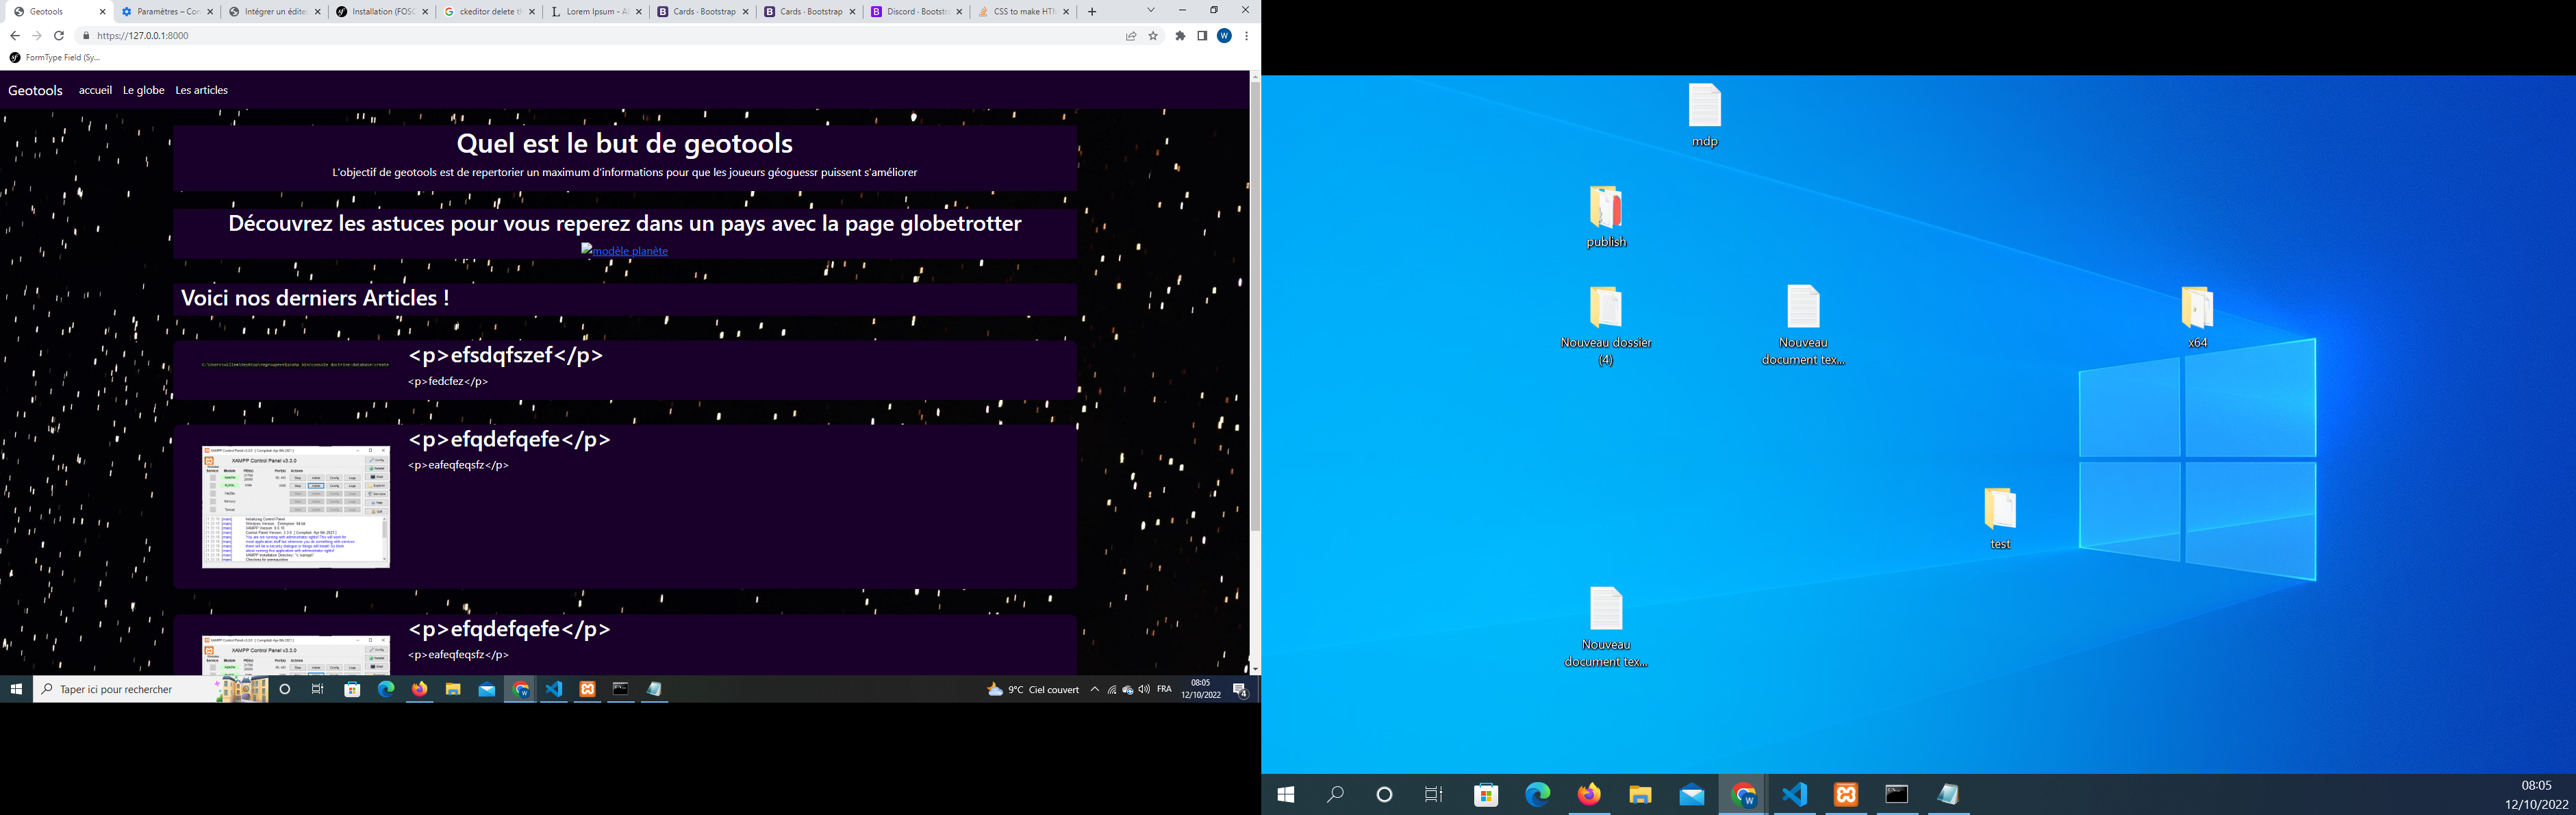 Geotools
Paramètres – Con
Intégrer un édite
Installation (FOSC
ckeditor delete th
Lorem Ipsum - Al
Cards · Bootstrap
Cards · Bootstrap
Discord · Bootstr
CSS to make HTM
https://127.0.0.1:8000
W
FormType Field (Sy...
Geotools
accueil
Le globe
Les articles
Quel est le but de geotools
L'objectif de geotools est de repertorier un maximum d'informations pour que les joueurs géoguessr puissent s'améliorer
Découvrez les astuces pour vous reperez dans un pays avec la page globetrotter
modèle planète
Voici nos derniers Articles !
<p>efsdqfszef</p>
<p>fedcfez</p>
<p>efqdefqefe</p>
<p>eafeqfeqsfz</p>
XAMPP Control Panel v3.3.0
<p>efqdefqefe</p>
<p>eafeqfeqsfz</p>
XAMPP Control Panel v3.3.0
Taper ici pour rechercher
9°C Ciel couvert
FRA
08:05
12/10/2022
4
mdp
publish
Nouveau dossier
(4)
Nouveau
document tex...
x64
test
Nouveau
document tex...
08:05
12/10/2022